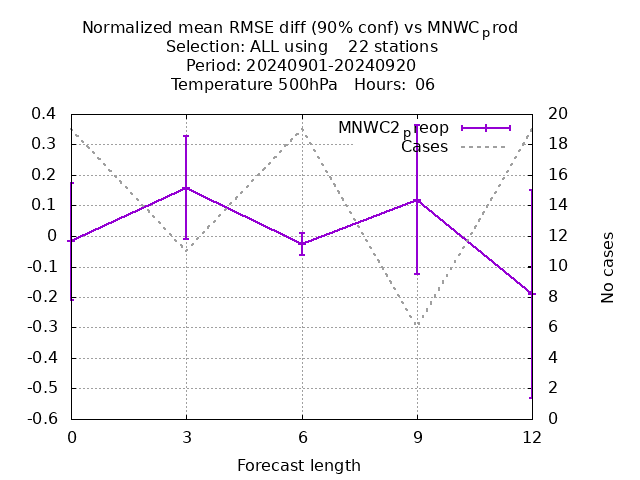 Normalized mean RMSE diff (90% conf) vs MNWCprod
Selection: ALL using    22 stations
Period: 20240901-20240920
Temperature 500hPa   Hours:  06
MNWC2preop
Cases
0.4
0.3
0.2
0.1
0
-0.1
-0.2
-0.3
-0.4
-0.5
-0.6
20
18
16
14
12
10
8
6
4
2
0
No cases
0 3 6 9 12
Forecast length